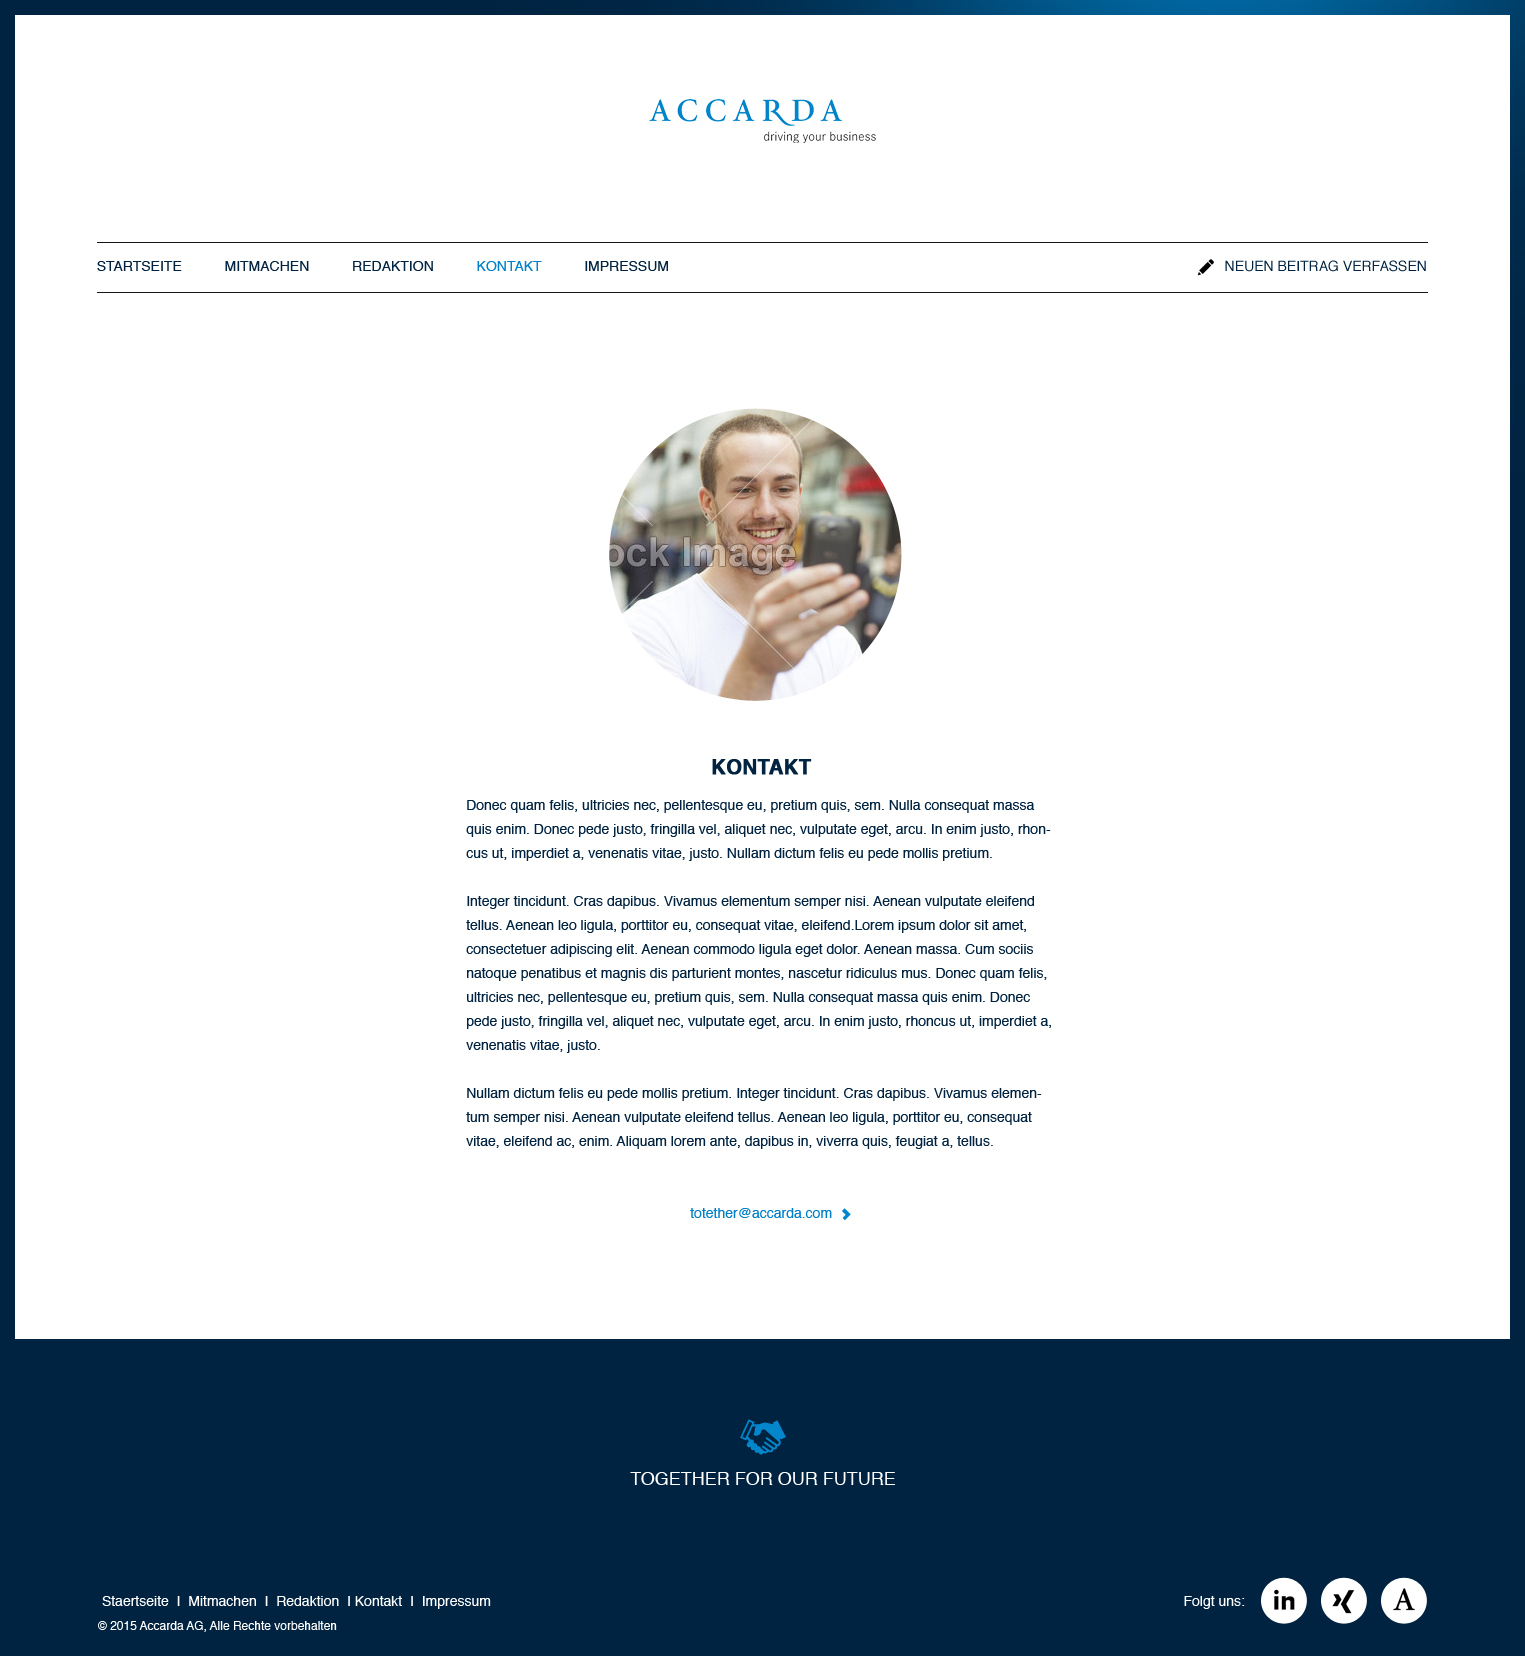 ACCARDA
driving your business
STARTSEITE MITMACHEN REDAKTION KONTAKT IMPRESSUM NEUEN BEITRAG VERFASSEN
ock Image
KONTAKT
Donec quam felis, ultricies nec, pellentesque eu, pretium quis, sem. Nulla consequat massa
quis enim. Donec pede justo, fringilla vel, aliquet nec, vulputate eget, arcu. In enim justo, rhon-
cus ut, imperdiet a, venenatis vitae, justo. Nullam dictum felis eu pede mollis pretium.
Integer tincidunt. Cras dapibus. Vivamus elementum semper nisi. Aenean vulputate eleifend
tellus. Aenean leo ligula, porttitor eu, consequat vitae, eleifend.Lorem ipsum dolor sit amet,
consectetuer adipiscing elit. Aenean commodo ligula eget dolor. Aenean massa. Cum sociis
natoque penatibus et magnis dis parturient montes, nascetur ridiculus mus. Donec quam felis,
ultricies nec, pellentesque eu, pretium quis, sem. Nulla consequat massa quis enim. Donec
pede justo, fringilla vel, aliquet nec, vulputate eget, arcu. In enim justo, rhoncus ut, imperdiet a,
venenatis vitae, justo.
Nullam dictum felis eu pede mollis pretium. Integer tincidunt. Cras dapibus. Vivamus elemen-
tum semper nisi. Aenean vulputate eleifend tellus. Aenean leo ligula, porttitor eu, consequat
vitae, eleifend ac, enim. Aliquam lorem ante, dapibus in, viverra quis, feugiat a, tellus.
totether@accarda.com
TOGETHER FOR OUR FUTURE
Staertseite I Mitmachen I Redaktion I Kontakt I Impressum
© 2015 Accarda AG, Alle Rechte vorbehalten
Folgt uns: in A